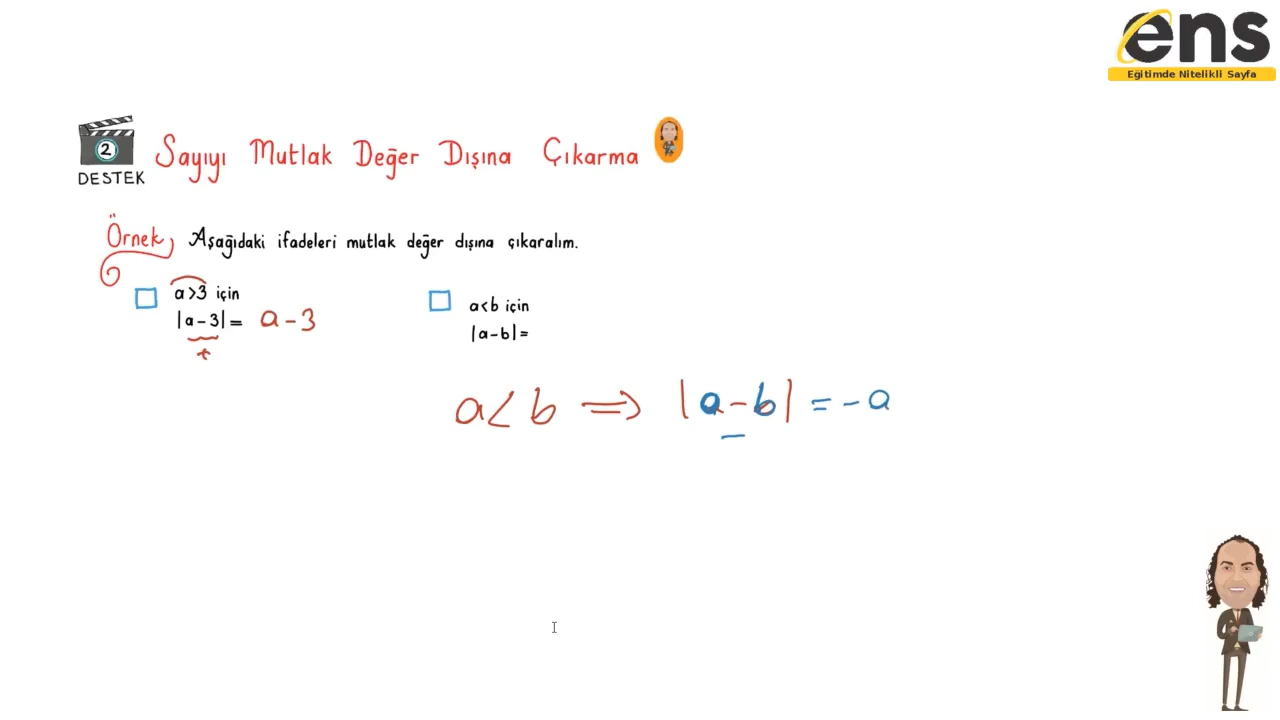 ens
Eğitimde Nitelikli Sayfa
2
DESTEK
Sayıyı Mutlak Değer Dışına Çıkarma
Örnek, Aşağıdaki ifadeleri mutlak değer dışına çıkaralım.
a>3 için
|a-3| = a-3
+
a<b için
|a-b|=
a< b ⟹ |a-b| = -a
-